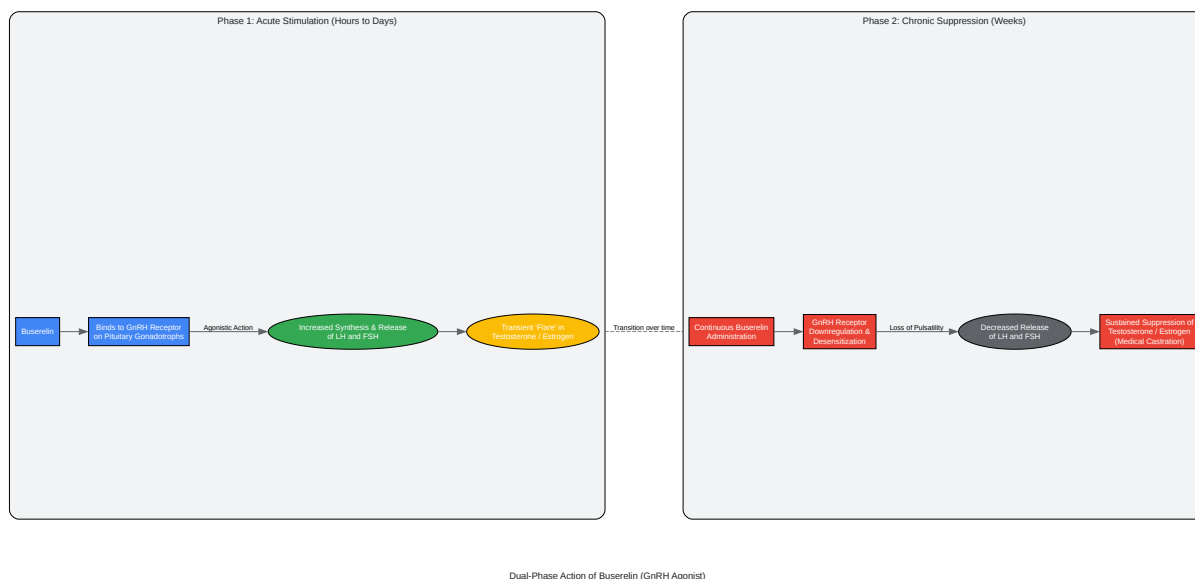 Phase 1: Acute Stimulation (Hours to Days)
Buserelin
Binds to GnRH Receptor
on Pituitary Gonadotrophs
Agonistic Action
Increased Synthesis & Release
of LH and FSH
Transient 'Flare' in
Testosterone / Estrogen
Transition over time
Phase 2: Chronic Suppression (Weeks)
Continuous Buserelin
Administration
GnRH Receptor
Downregulation &
Desensitization
Loss of Pulsatility
Decreased Release
of LH and FSH
Sustained Suppression of
Testosterone / Estrogen
(Medical Castration)
Dual-Phase Action of Buserelin (GnRH Agonist)